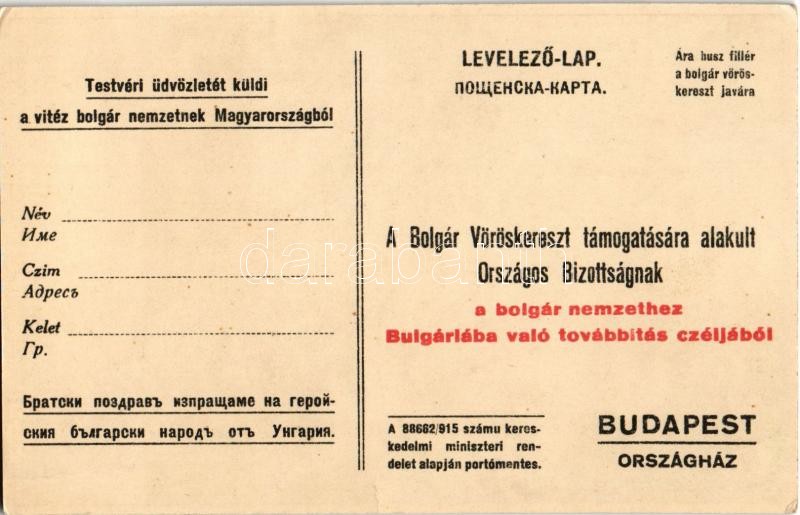 Testvéri üdvözletét küldi
a vitéz bolgár nemzetnek Magyarországból
Név
Име
Czim
Адресъ
Kelet
Гр.
Братски поздравъ изпращаме на герой-
ския български народъ отъ Унгария.
LEVELEZŐ-LAP.
ПОЩЕНСКА-КАРТА.
Ára husz fillér
a bolgár vörös-
kereszt javára
A Bolgár Vöröskereszt támogatására alakult
Országos Bizottságnak
a bolgár nemzethez
Bulgáriába való továbbitás czéljából
A 88662/915 számu keres-
kedelmi miniszteri ren-
delet alapján portómentes.
BUDAPEST
ORSZÁGHÁZ
darabanth